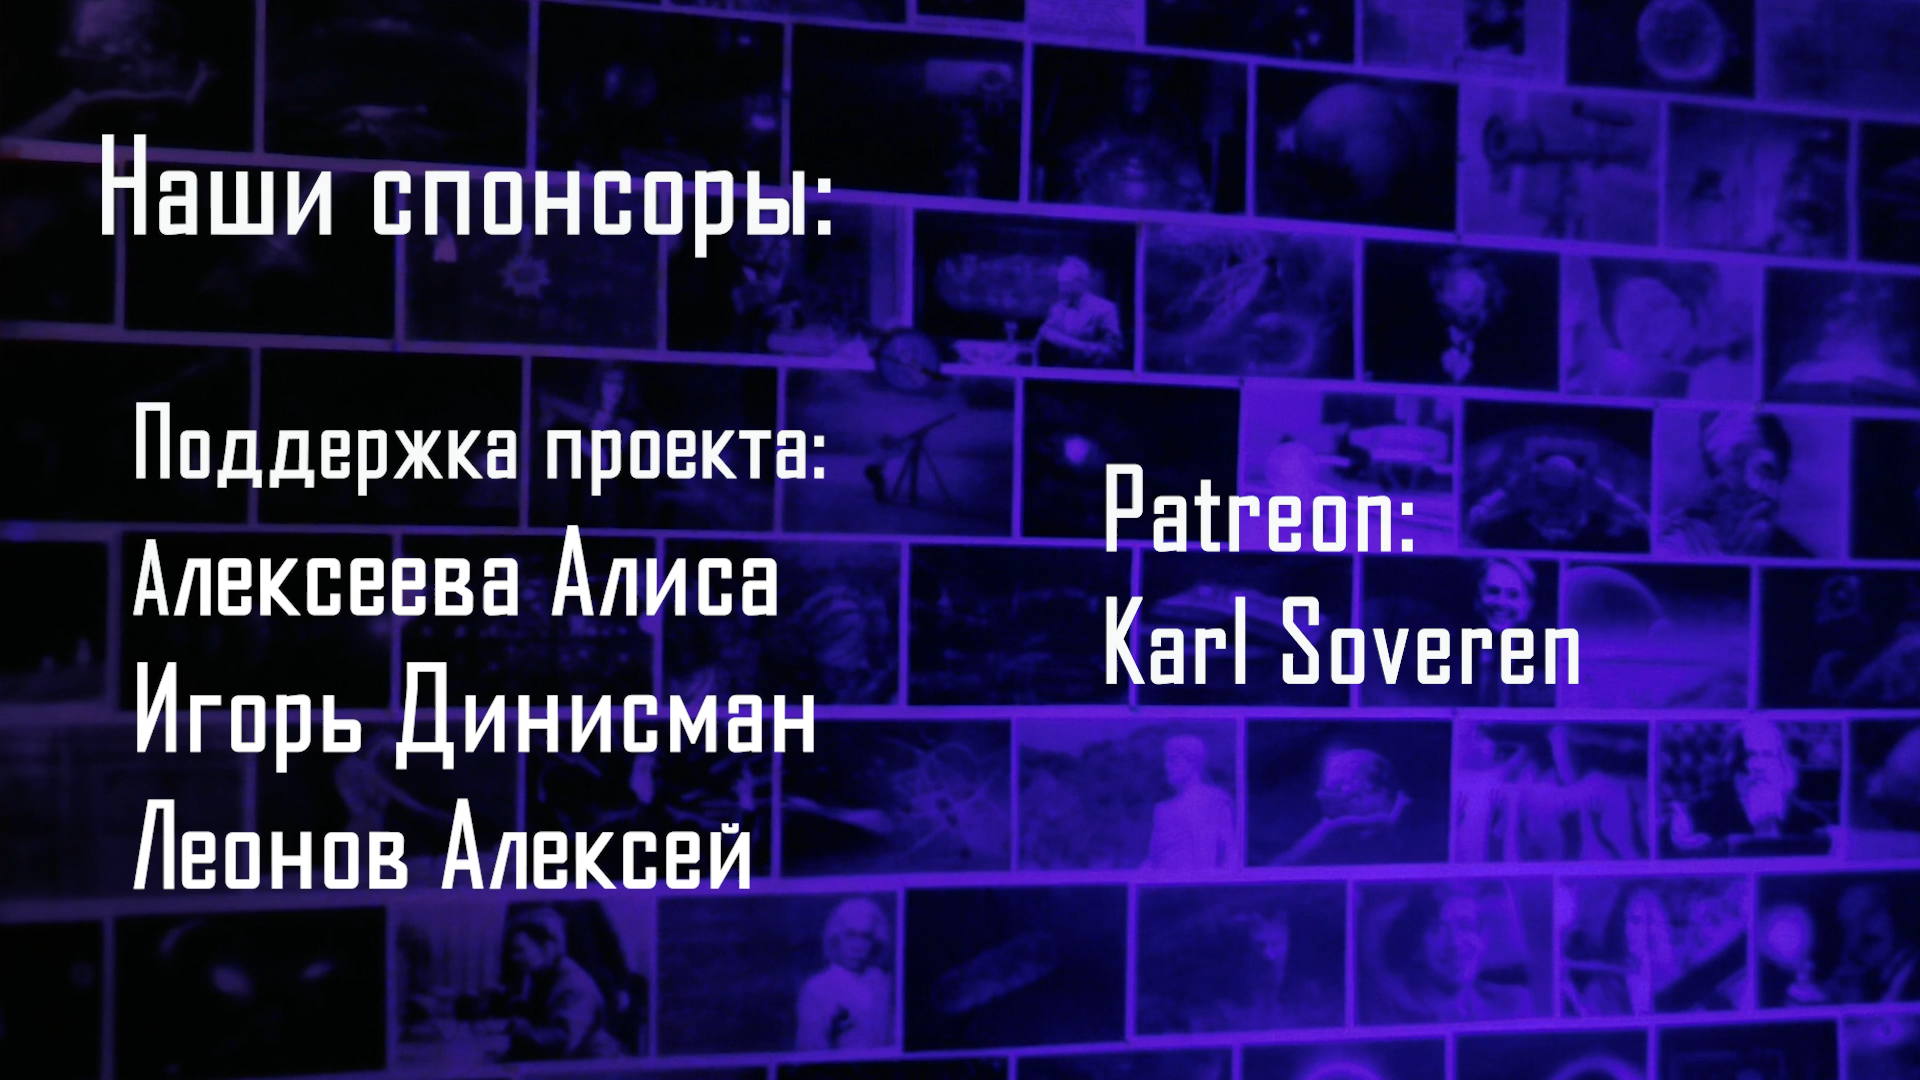 Наши спонсоры:
Поддержка проекта:
Алексеева Алиса
Игорь Динисман
Леонов Алексей
Patreon:
Karl Soveren